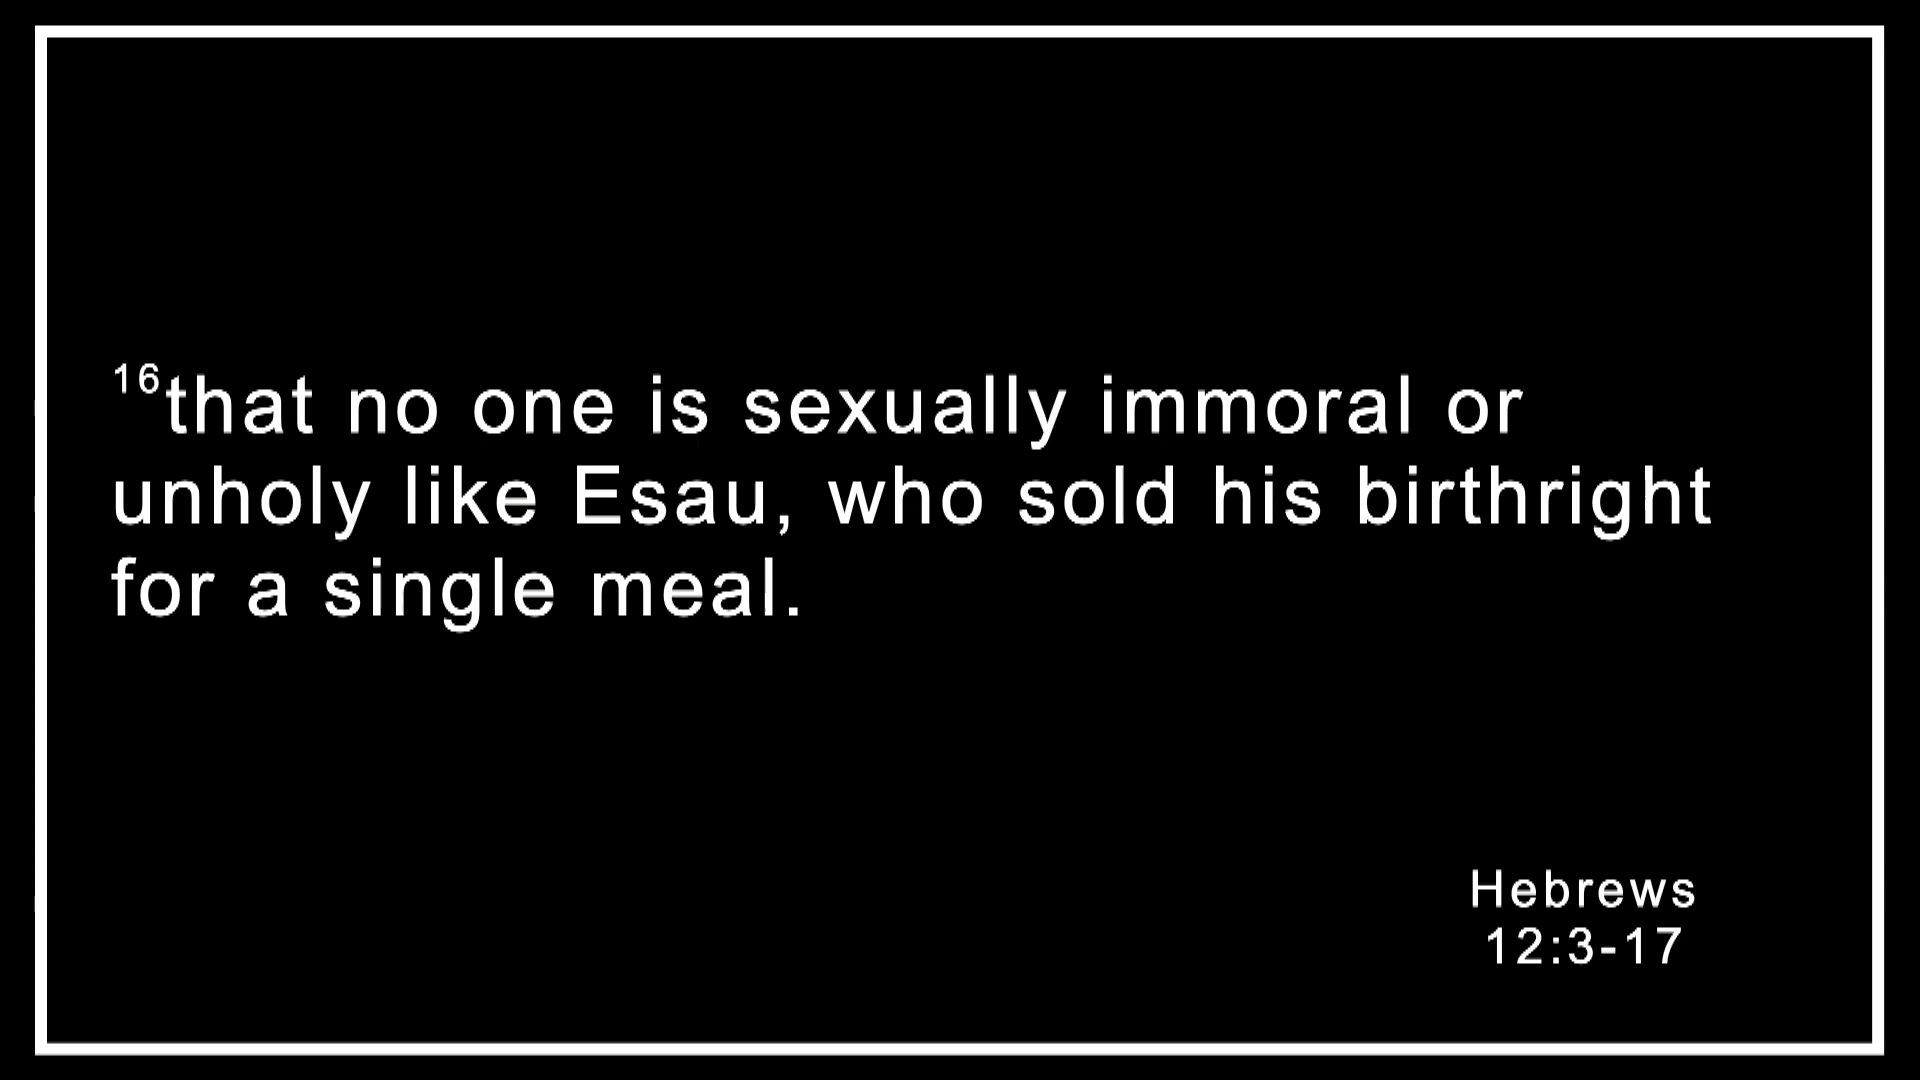 16that no one is sexually immoral or
unholy like Esau, who sold his birthright
for a single meal.
Hebrews
12:3-17